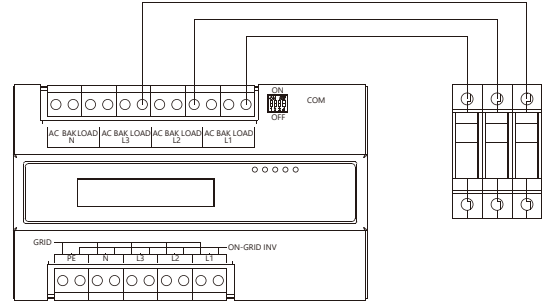 ON
COM
OFF
AC BAK LOAD AC BAK LOAD AC BAK LOAD AC BAK LOAD
N L3 L2 L1
GRID
ON-GRID INV
PE N L3 L2 L1